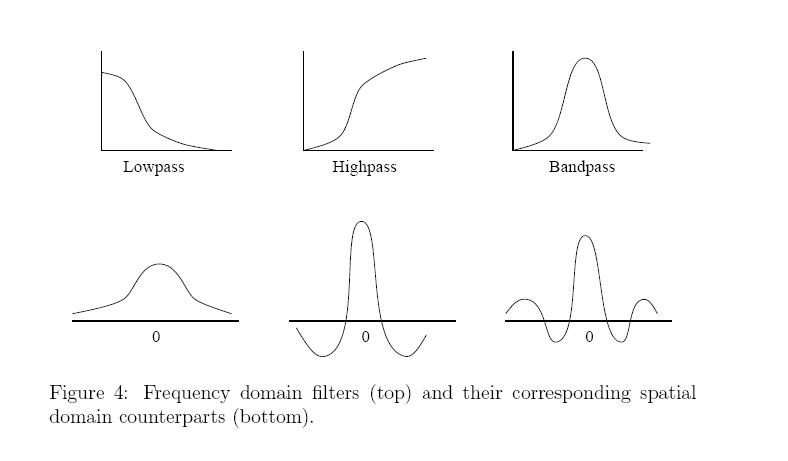 Lowpass Highpass Bandpass
0 0 0
Figure 4: Frequency domain filters (top) and their corresponding spatial
domain counterparts (bottom).